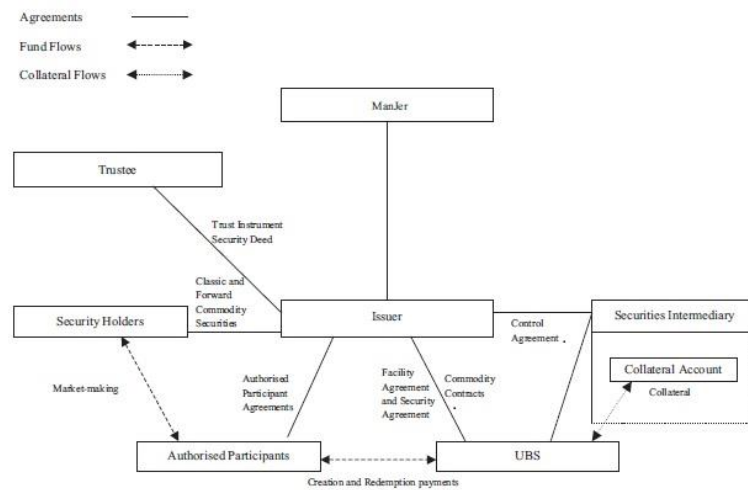 Agreements
Fund Flows
Collateral Flows
ManJer
Trustee
Trust Instrument
Security Deed
Classic and
Forward
Commodity
Securities
Security Holders
Issuer
Control
Agreement .
Securities Intermediary
Collateral Account
Collateral
Market-making
Authorised
Participant
Agreements
Facility
Agreement
and Security
Agreement
Commodity
Contracts
.
Authorised Participants
UBS
Creation and Redemption payments